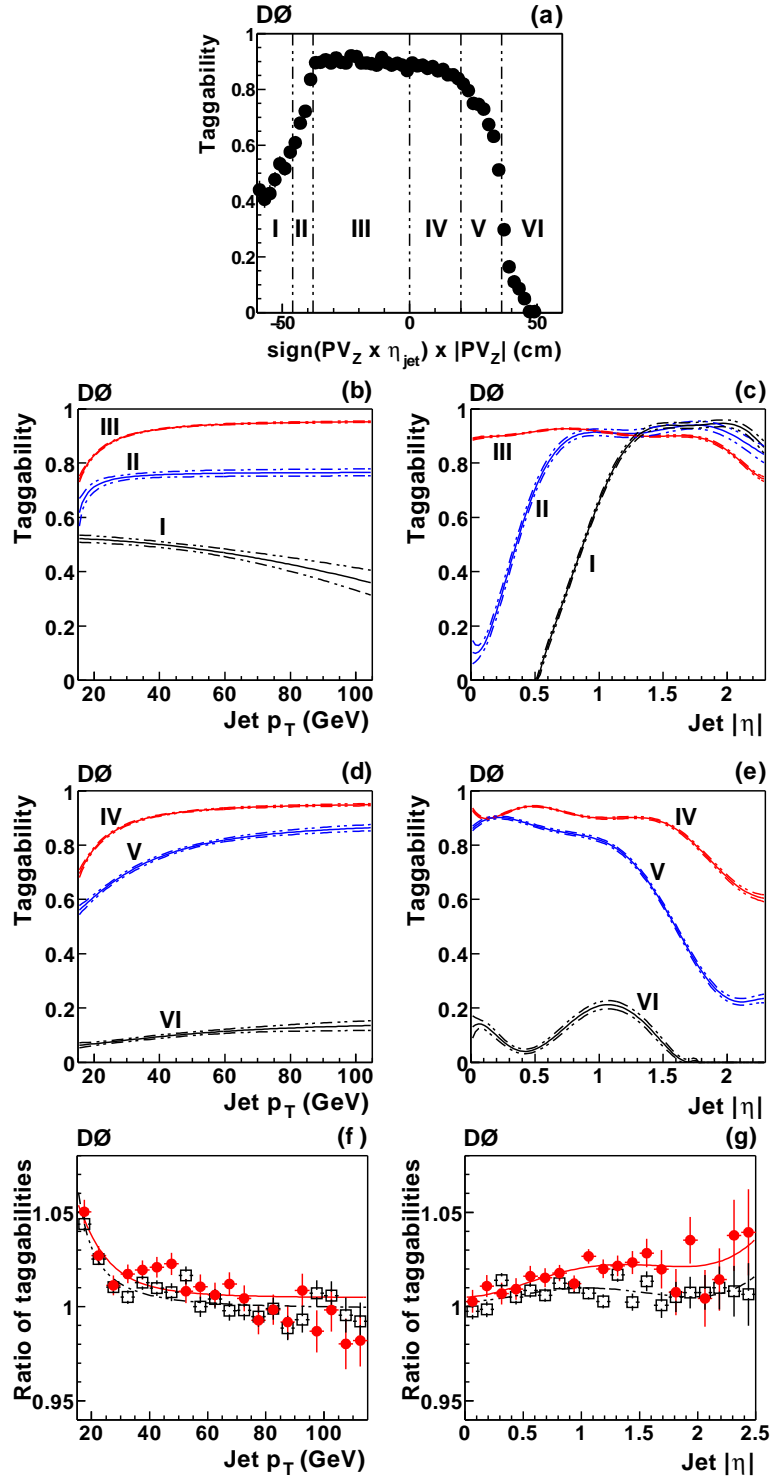 DØ (a)
Taggability
1
0.8
0.6
0.4
0.2
0
I II III IV V VI
-50 0 50
sign(PV_Z x η_jet) x |PV_Z| (cm)
DØ (b)
Taggability
1
0.8
0.6
0.4
0.2
0
III
II
I
20 40 60 80 100
Jet p_T (GeV)
DØ (c)
Taggability
1
0.8
0.6
0.4
0.2
0
III
II
I
0 0.5 1 1.5 2
Jet |η|
DØ (d)
Taggability
1
0.8
0.6
0.4
0.2
0
IV
V
VI
20 40 60 80 100
Jet p_T (GeV)
DØ (e)
Taggability
1
0.8
0.6
0.4
0.2
0
IV
V
VI
0 0.5 1 1.5 2
Jet |η|
DØ (f)
Ratio of taggabilities
1.05
1
0.95
20 40 60 80 100
Jet p_T (GeV)
DØ (g)
Ratio of taggabilities
1.05
1
0.95
0 0.5 1 1.5 2 2.5
Jet |η|